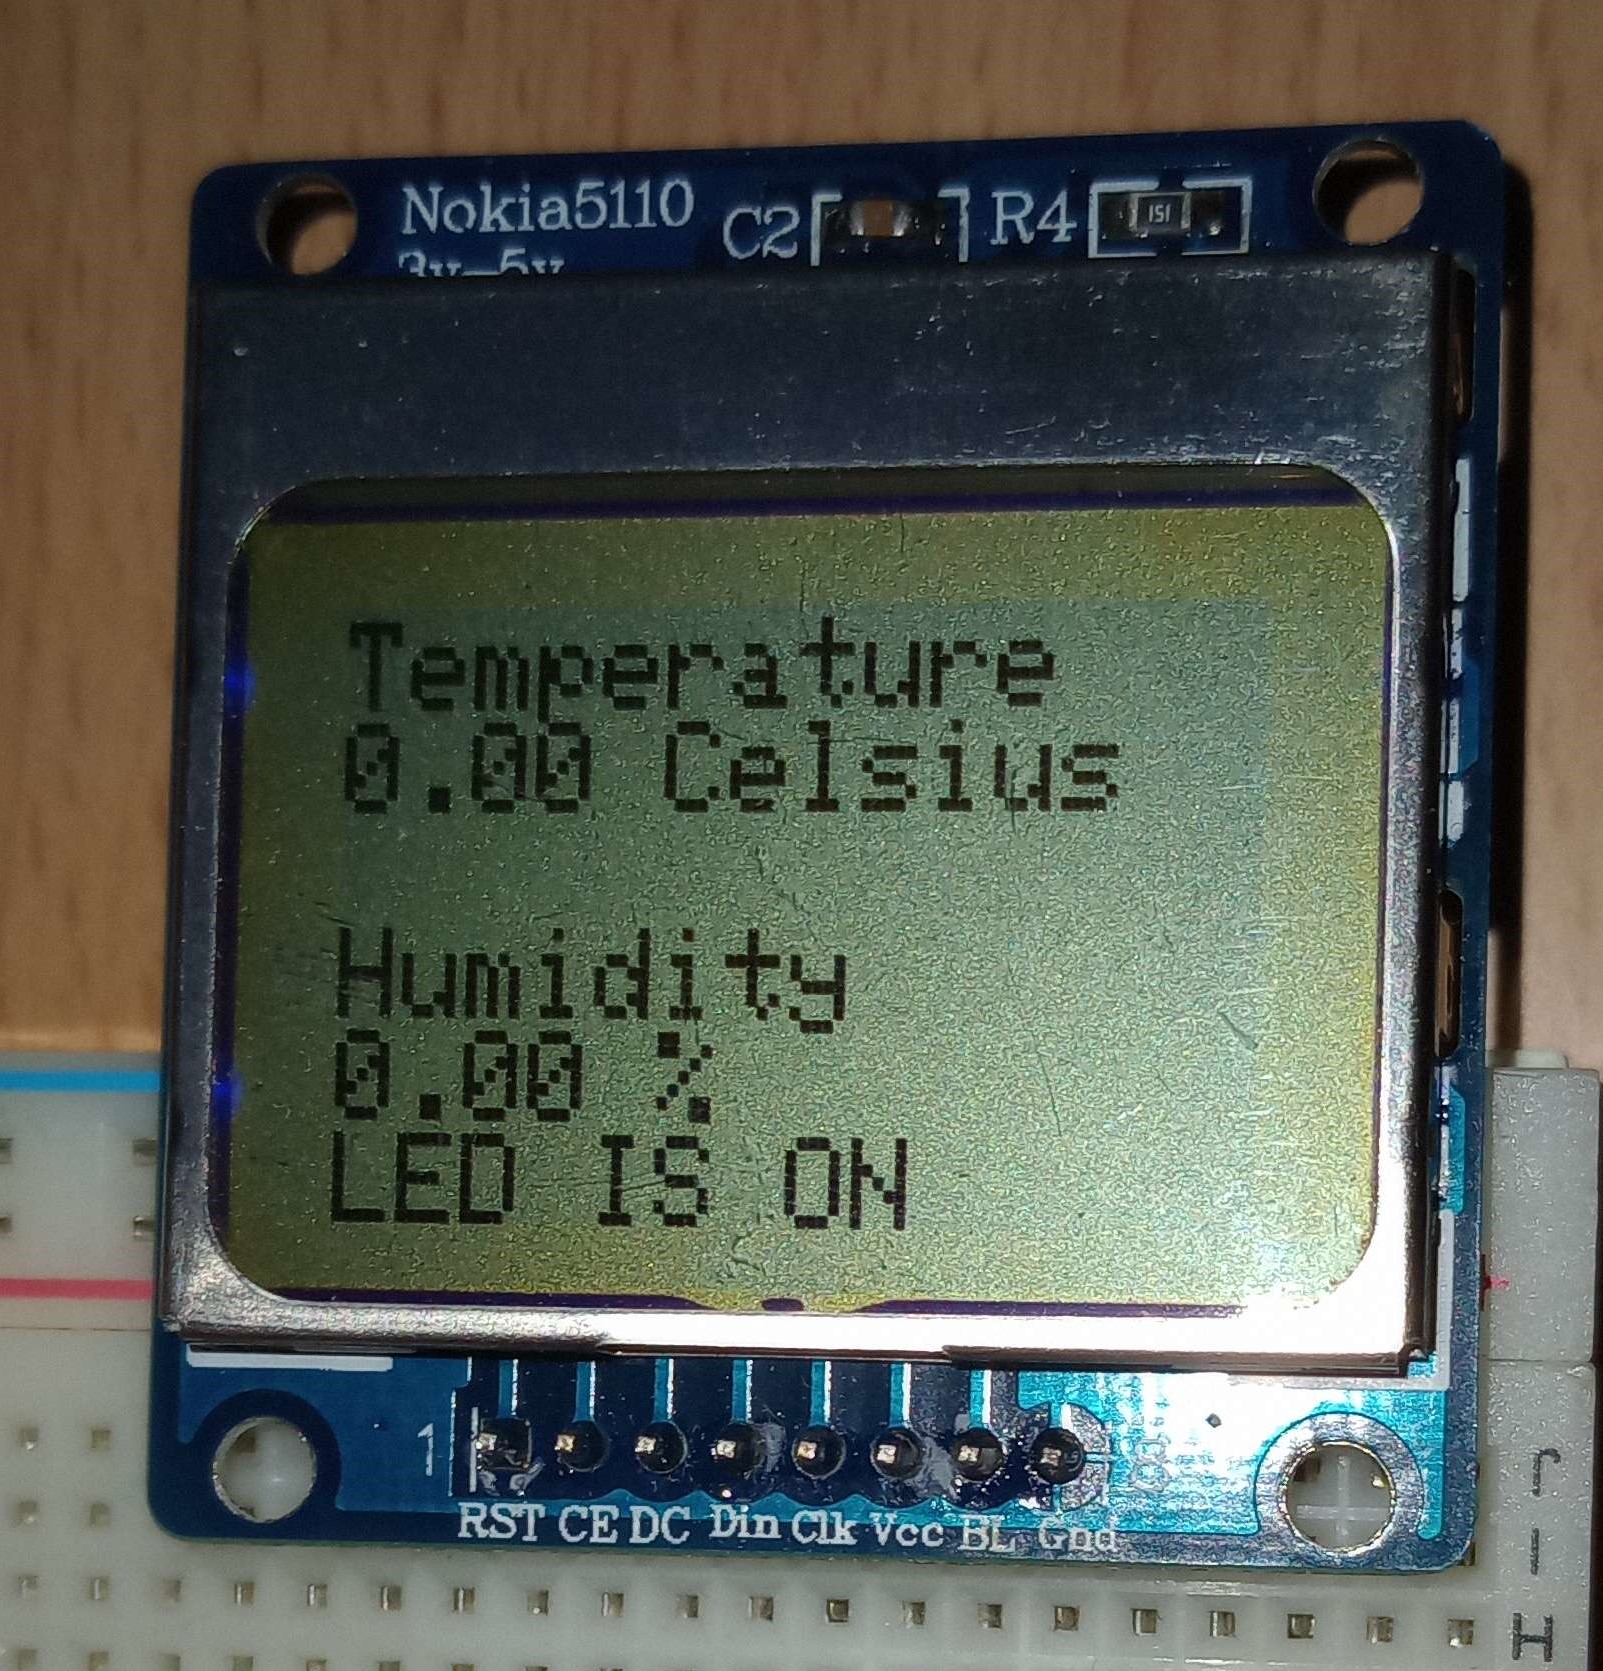 Nokia5110 C2 R4 151
3v-5v
Temperature
0.00 Celsius
Humidity
0.00 %
LED IS ON
1
RST CE DC Din Clk Vcc BL Gnd
J
I
H